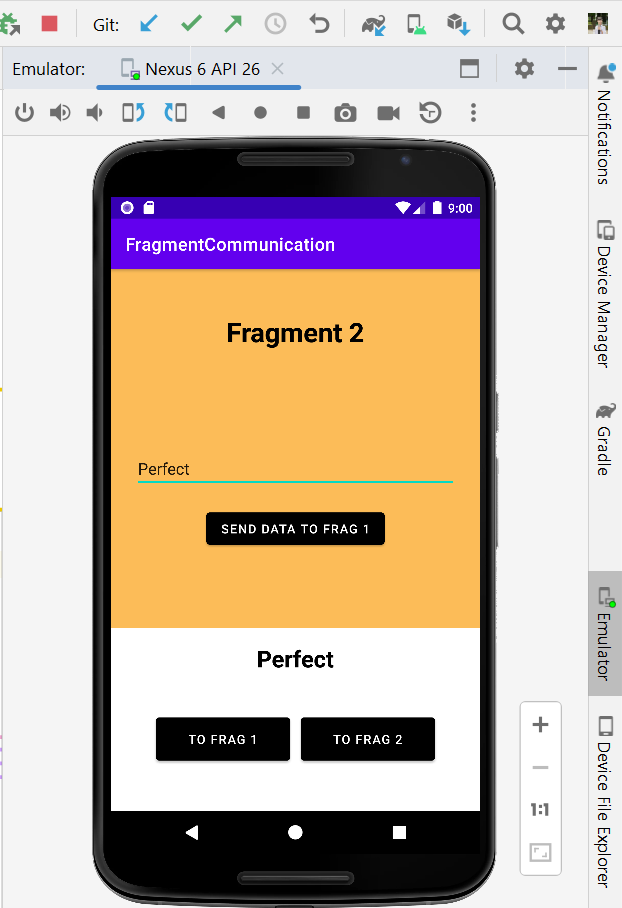 Git:
Emulator:
Nexus 6 API 26
9:00
FragmentCommunication
Fragment 2
Perfect
SEND DATA TO FRAG 1
Perfect
TO FRAG 1
TO FRAG 2
1:1
Notifications
Device Manager
Gradle
Emulator
Device File Explorer